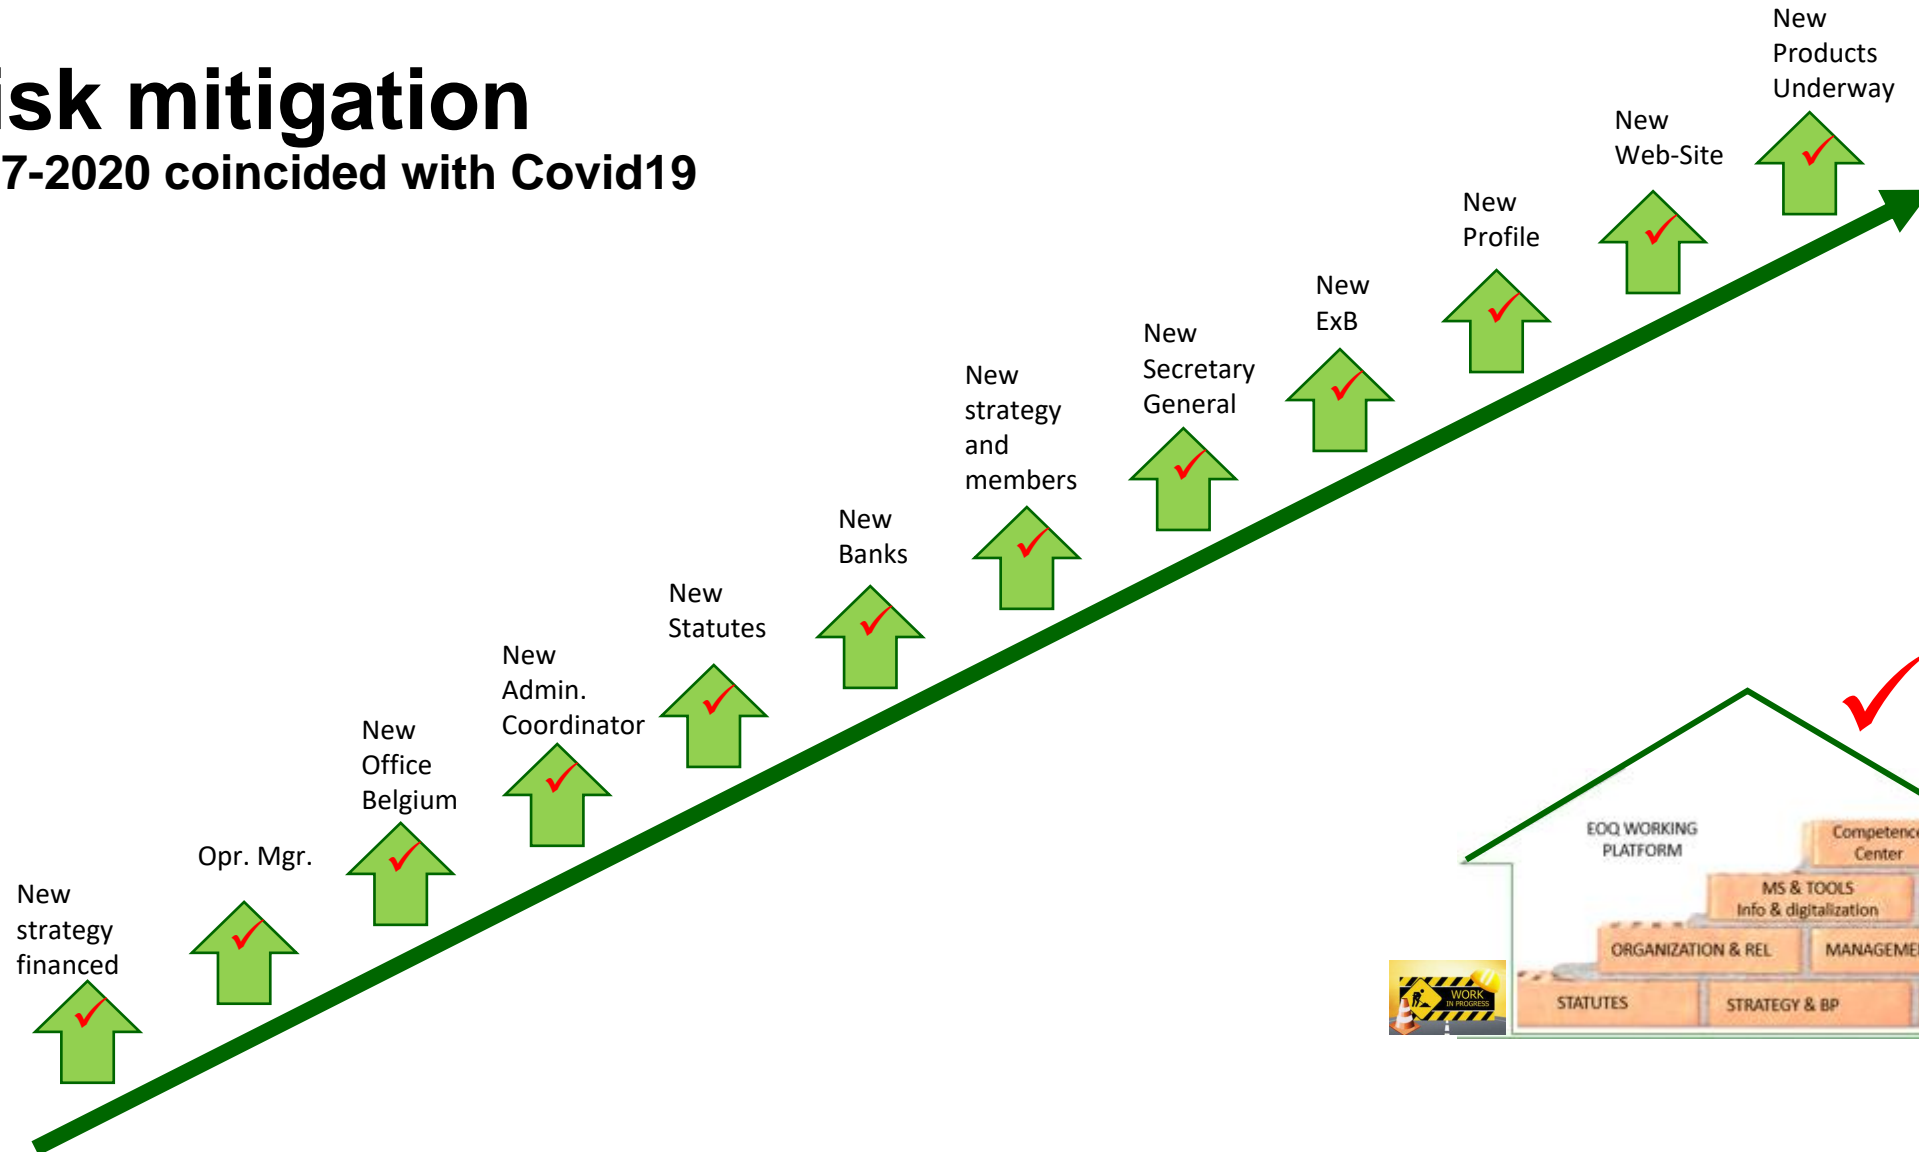 isk mitigation
7-2020 coincided with Covid19
New
Products
Underway
New
Web-Site
New
Profile
New
ExB
New
Secretary
General
New
strategy
and
members
New
Banks
New
Statutes
New
Admin.
Coordinator
New
Office
Belgium
Opr. Mgr.
New
strategy
financed
EOQ WORKING
PLATFORM
Competence
Center
MS & TOOLS
Info & digitalization
ORGANIZATION & REL
MANAGEME
STATUTES
STRATEGY & BP
WORK
IN PROGRESS